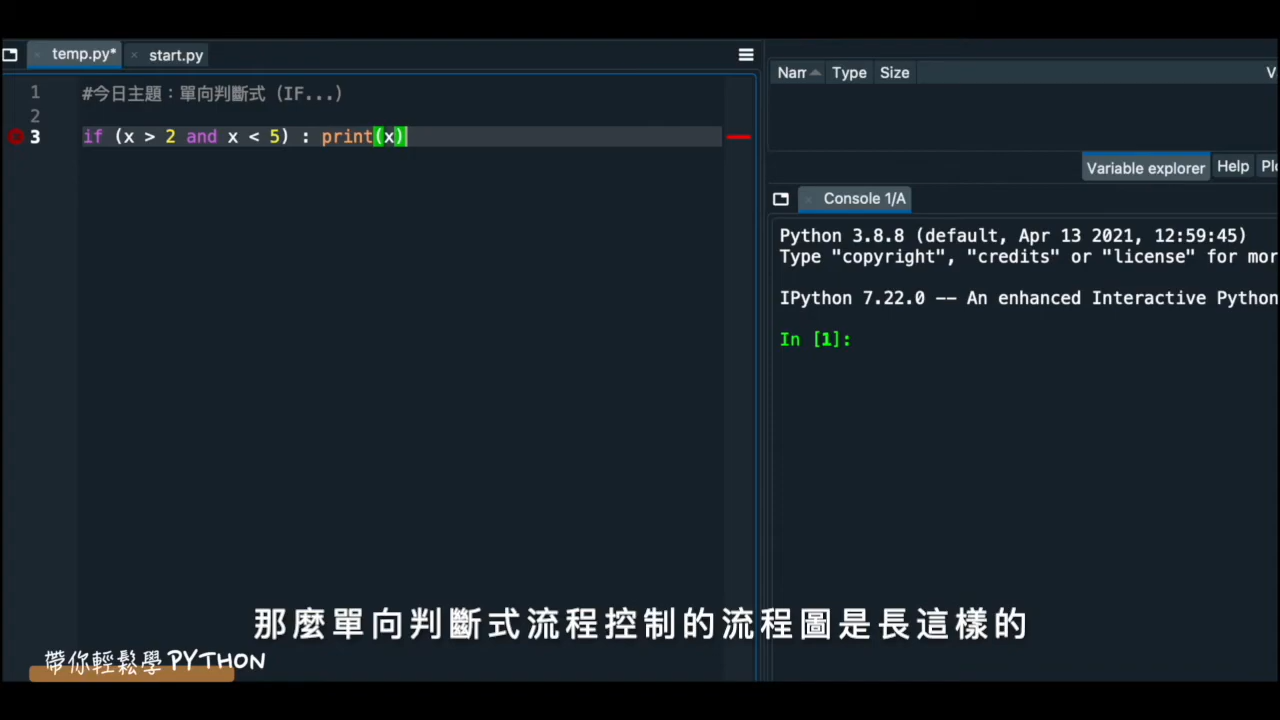 temp.py*
start.py
1 #今日主題：單向判斷式 (IF...)
2
3 if (x > 2 and x < 5) : print(x)
Nam Type Size V
Variable explorer Help Plo
Console 1/A
Python 3.8.8 (default, Apr 13 2021, 12:59:45)
Type "copyright", "credits" or "license" for mor
IPython 7.22.0 -- An enhanced Interactive Python
In [1]:
那麼單向判斷式流程控制的流程圖是長這樣的
帶你輕鬆學PYTHON